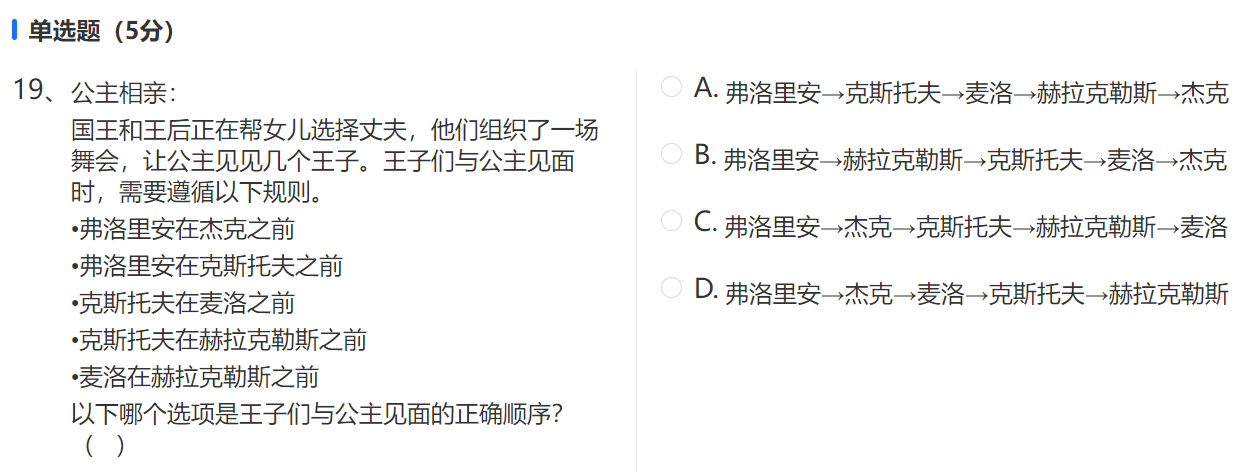 单选题（5分）
19、公主相亲：
国王和王后正在帮女儿选择丈夫，他们组织了一场
舞会，让公主见见几个王子。王子们与公主见面
时，需要遵循以下规则。
•弗洛里安在杰克之前
•弗洛里安在克斯托夫之前
•克斯托夫在麦洛之前
•克斯托夫在赫拉克勒斯之前
•麦洛在赫拉克勒斯之前
以下哪个选项是王子们与公主见面的正确顺序？
（ ）
A. 弗洛里安→克斯托夫→麦洛→赫拉克勒斯→杰克
B. 弗洛里安→赫拉克勒斯→克斯托夫→麦洛→杰克
C. 弗洛里安→杰克→克斯托夫→赫拉克勒斯→麦洛
D. 弗洛里安→杰克→麦洛→克斯托夫→赫拉克勒斯